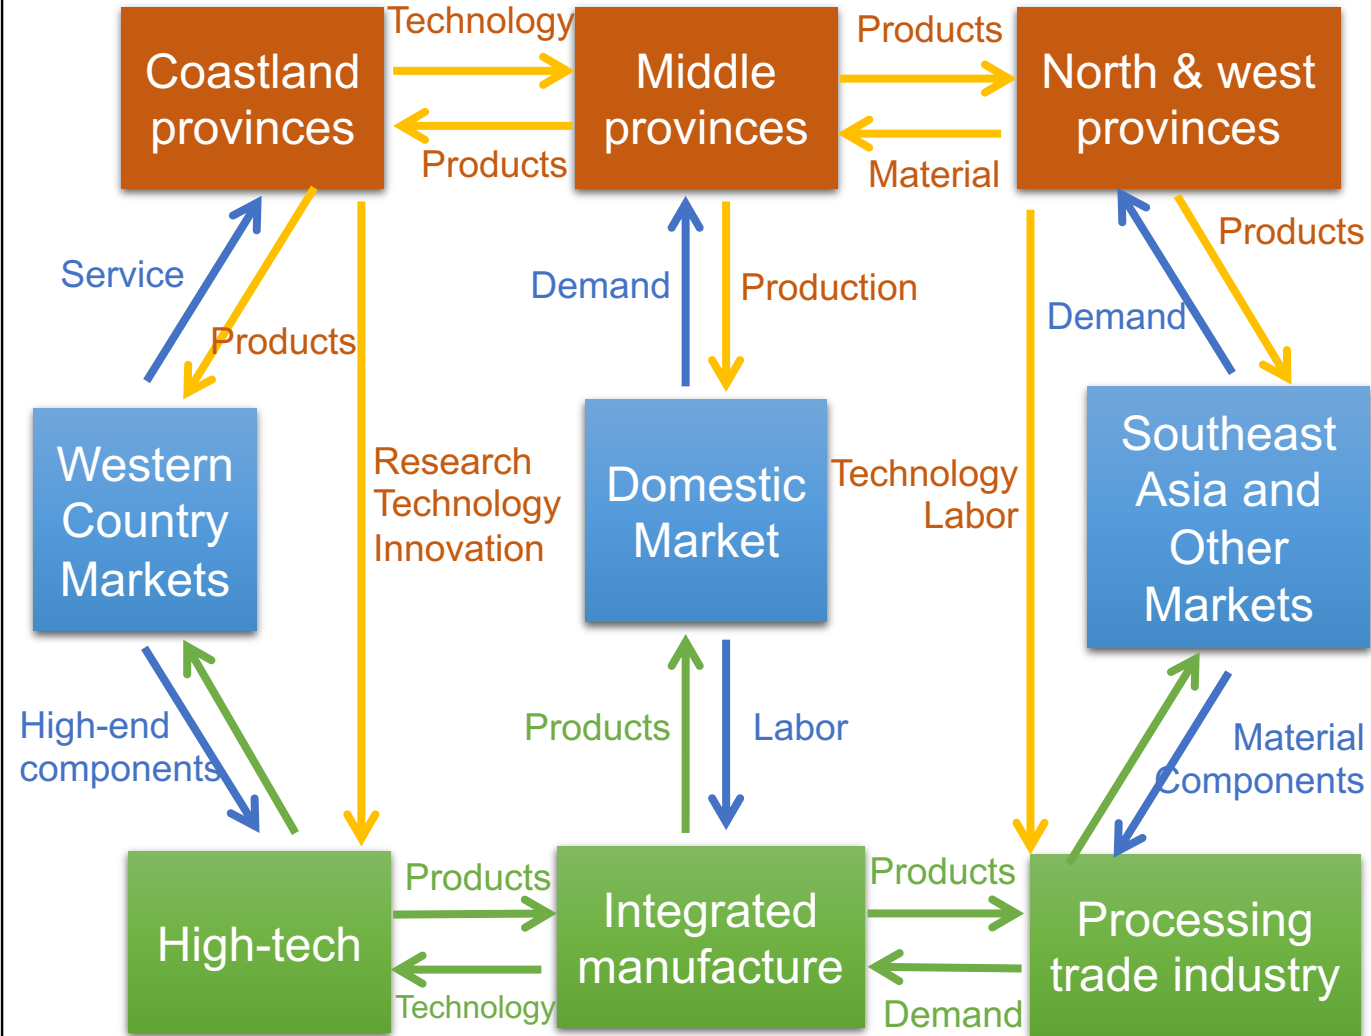 Technology
Coastland
provinces
Products
Middle
provinces
Products
Material
North & west
provinces
Service
Products
Demand
Production
Demand
Products
Western
Country
Markets
Research
Technology
Innovation
Domestic
Market
Technology
Labor
Southeast
Asia and
Other
Markets
High-end
components
Products
Labor
Material
Components
High-tech
Products
Technology
Integrated
manufacture
Products
Demand
Processing
trade industry